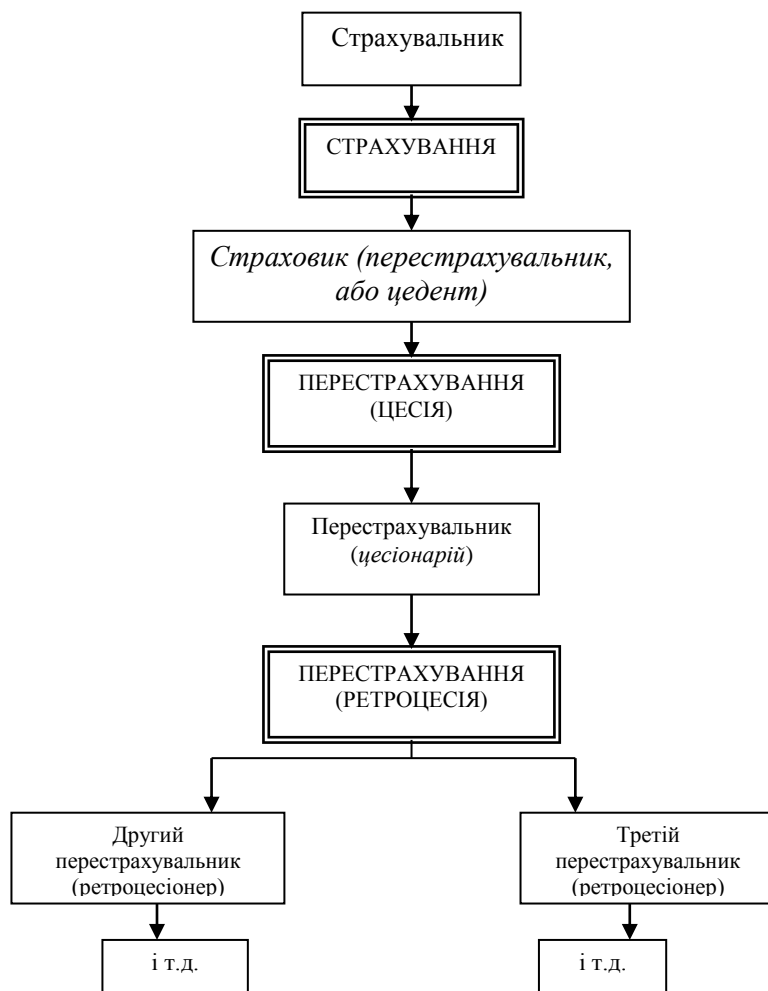 Страхувальник
СТРАХУВАННЯ
Страховик (перестрахувальник,
або цедент)
ПЕРЕСТРАХУВАННЯ
(ЦЕСІЯ)
Перестрахувальник
(цесіонарій)
ПЕРЕСТРАХУВАННЯ
(РЕТРОЦЕСІЯ)
Другий
перестрахувальник
(ретроцесіонер)
Третій
перестрахувальник
(ретроцесіонер)
і т.д.
і т.д.